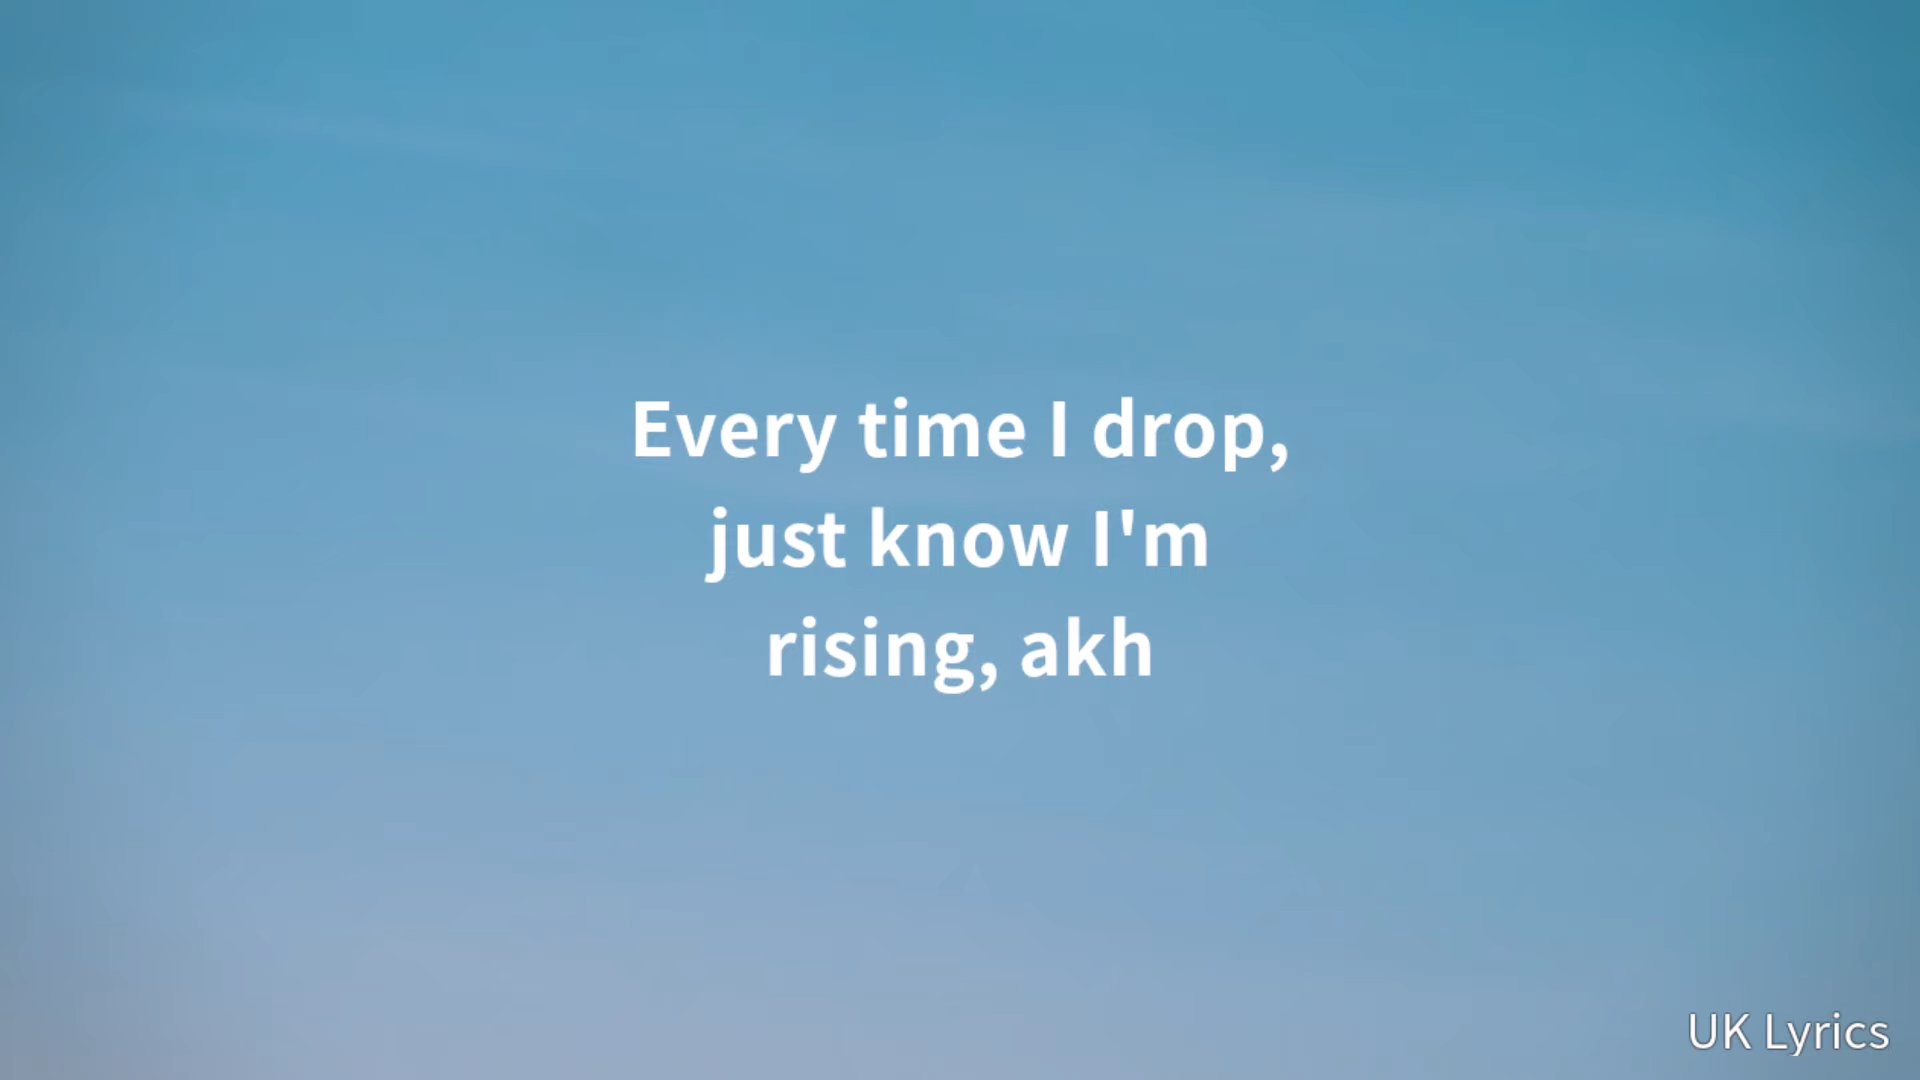 Every time I drop,
just know I'm
rising, akh
UK Lyrics